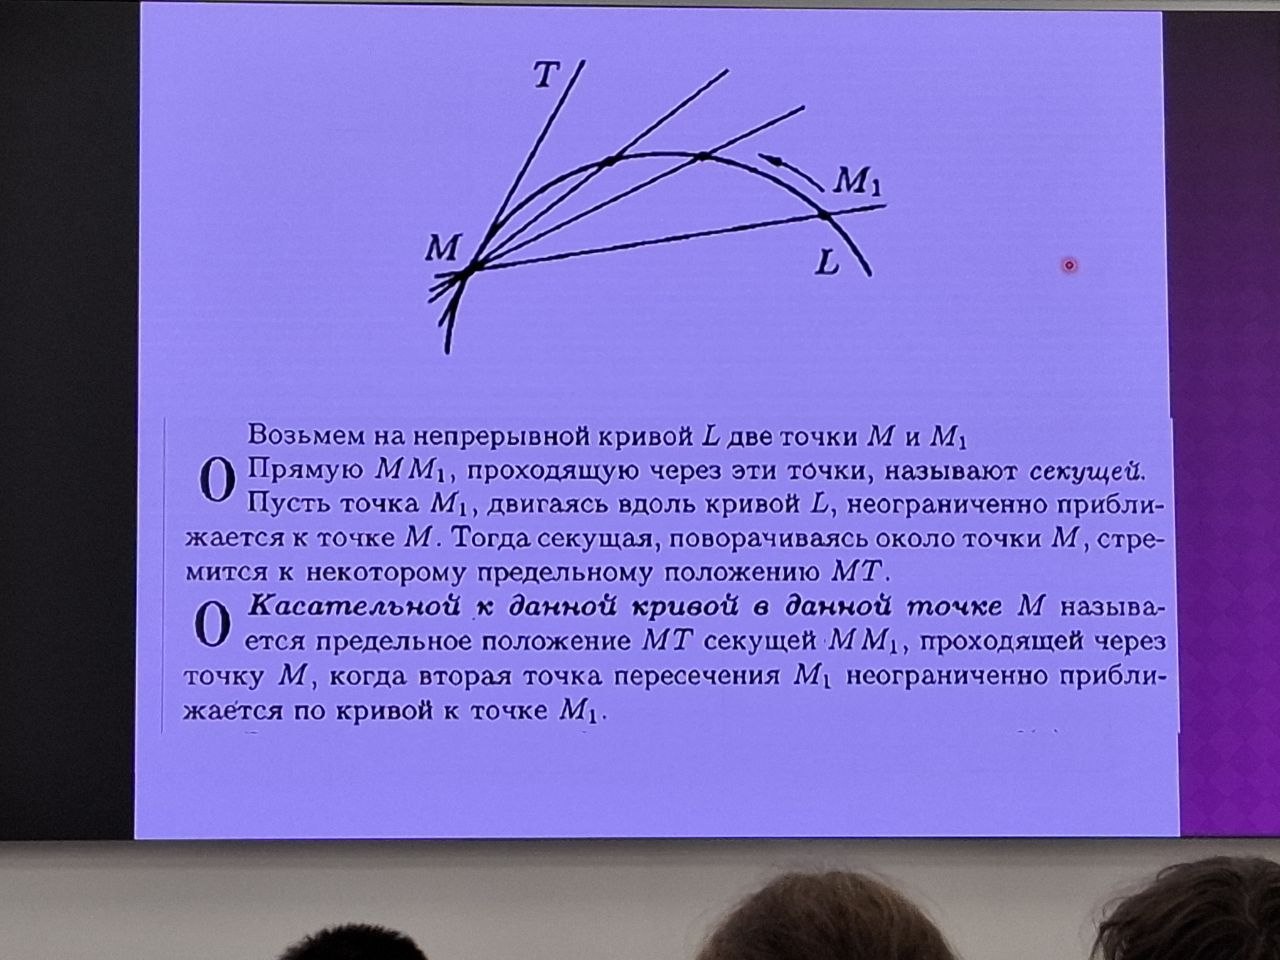 T
M₁
M
L
Возьмем на непрерывной кривой L две точки M и M₁
О Прямую MM₁, проходящую через эти точки, называют секущей.
Пусть точка M₁, двигаясь вдоль кривой L, неограниченно прибли-
жается к точке M. Тогда секущая, поворачиваясь около точки M, стре-
мится к некоторому предельному положению MT.
О Касательной к данной кривой в данной точке M называ-
ется предельное положение MT секущей MM₁, проходящей через
точку M, когда вторая точка пересечения M₁ неограниченно прибли-
жается по кривой к точке M₁.